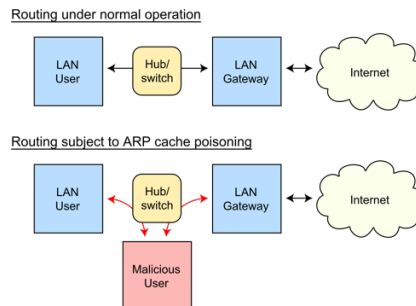 Routing under normal operation
LAN
User
Hub/
switch
LAN
Gateway
Internet
Routing subject to ARP cache poisoning
LAN
User
Hub/
switch
LAN
Gateway
Internet
Malicious
User